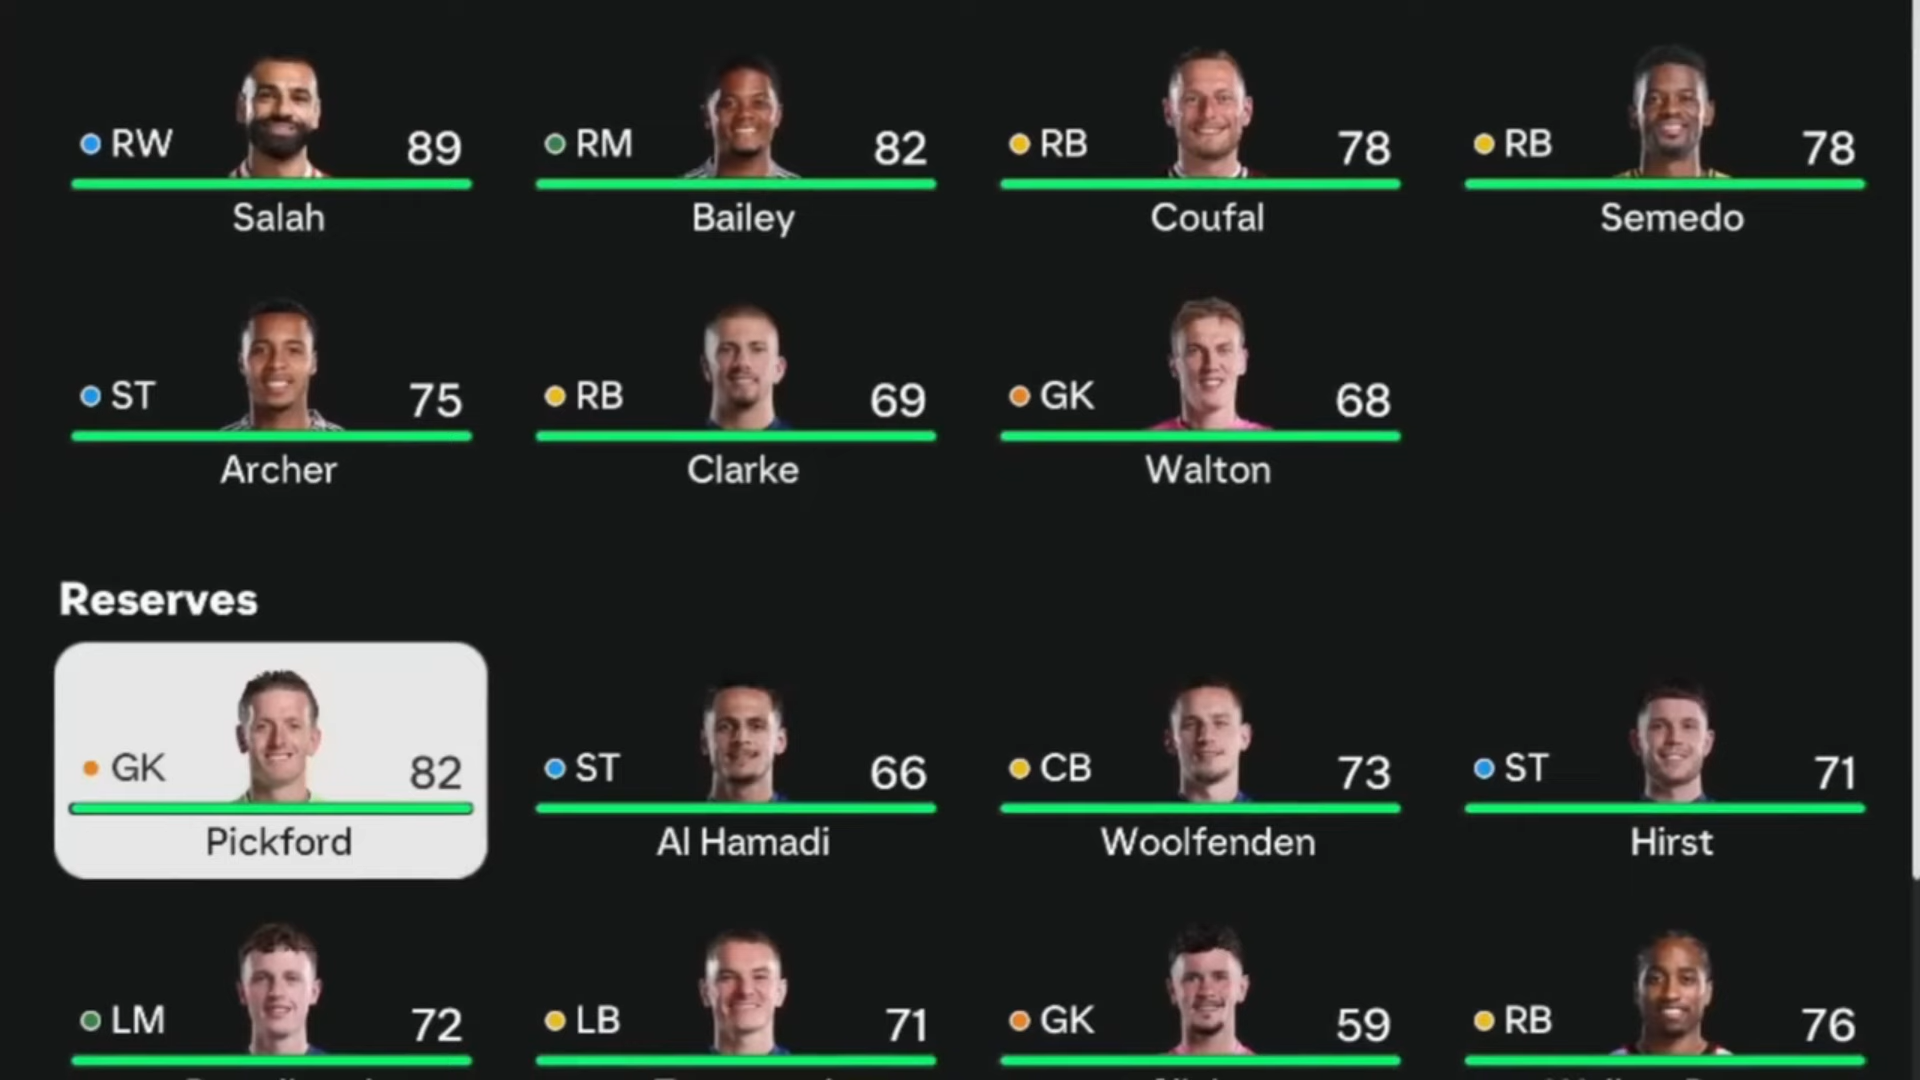 RW 89 RM 82 RB 78 RB 78
Salah Bailey Coufal Semedo
ST 75 RB 69 GK 68
Archer Clarke Walton
Reserves
GK 82 ST 66 CB 73 ST 71
Pickford Al Hamadi Woolfenden Hirst
LM 72 LB 71 GK 59 RB 76